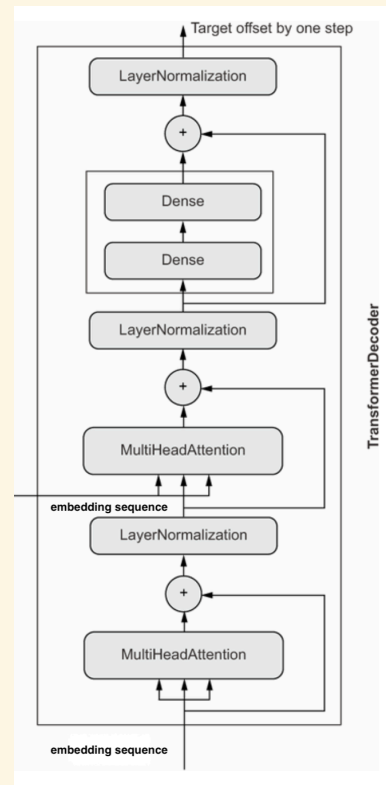 Target offset by one step
LayerNormalization
+
Dense
Dense
LayerNormalization
+
TransformerDecoder
MultiHeadAttention
embedding sequence
LayerNormalization
+
MultiHeadAttention
embedding sequence